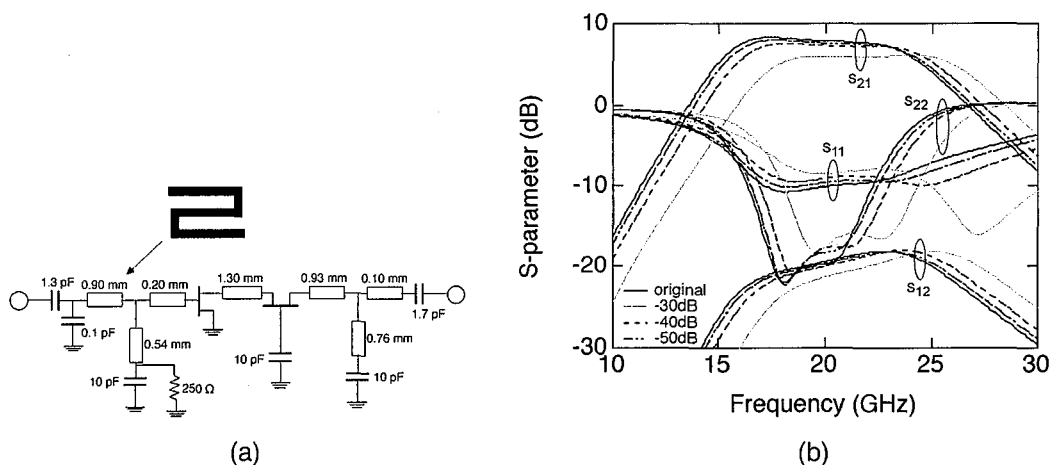 1.3 pF
0.90 mm
0.20 mm
1.30 mm
0.93 mm
0.10 mm
0.1 pF
1.7 pF
0.54 mm
0.76 mm
10 pF
250 Ω
10 pF
10 pF
(a)
S-parameter (dB)
10
0
-10
-20
-30
S21
S22
S11
S12
original
-30dB
-40dB
-50dB
10
15
20
25
30
Frequency (GHz)
(b)